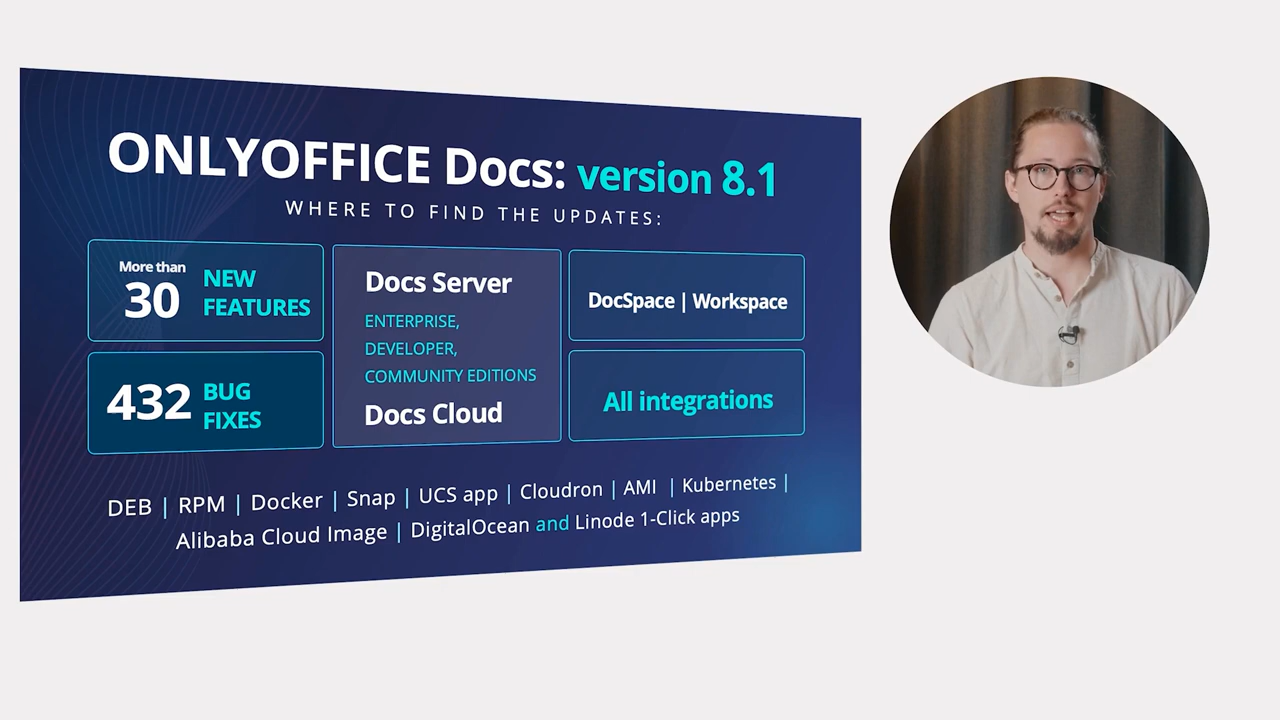 ONLYOFFICE Docs: version 8.1
WHERE TO FIND THE UPDATES:
More than
30
NEW
FEATURES
432
BUG
FIXES
Docs Server
ENTERPRISE,
DEVELOPER,
COMMUNITY EDITIONS
Docs Cloud
DocSpace | Workspace
All integrations
DEB | RPM | Docker | Snap | UCS app | Cloudron | AMI | Kubernetes |
Alibaba Cloud Image | DigitalOcean and Linode 1-Click apps